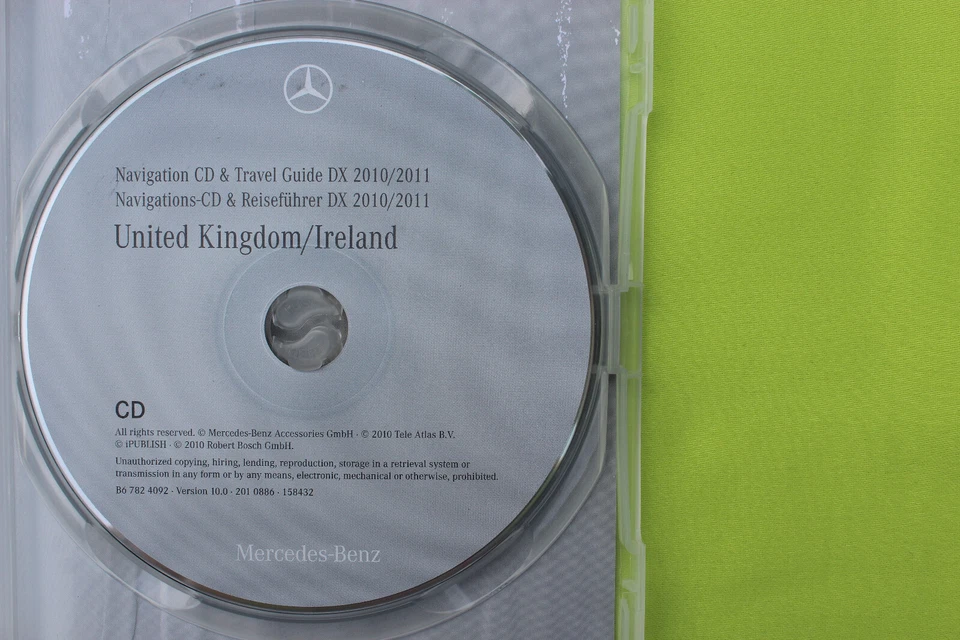 Navigation CD & Travel Guide DX 2010/2011
Navigations-CD & Reiseführer DX 2010/2011
United Kingdom/Ireland
CD
All rights reserved. © Mercedes-Benz Accessories GmbH · © 2010 Tele Atlas B.V.
© iPUBLISH · © 2010 Robert Bosch GmbH.
Unauthorized copying, hiring, lending, reproduction, storage in a retrieval system or
transmission in any form or by any means, electronic, mechanical or otherwise, prohibited.
B6 782 4092 - Version 10.0 · 201 0886 · 158432
Mercedes-Benz